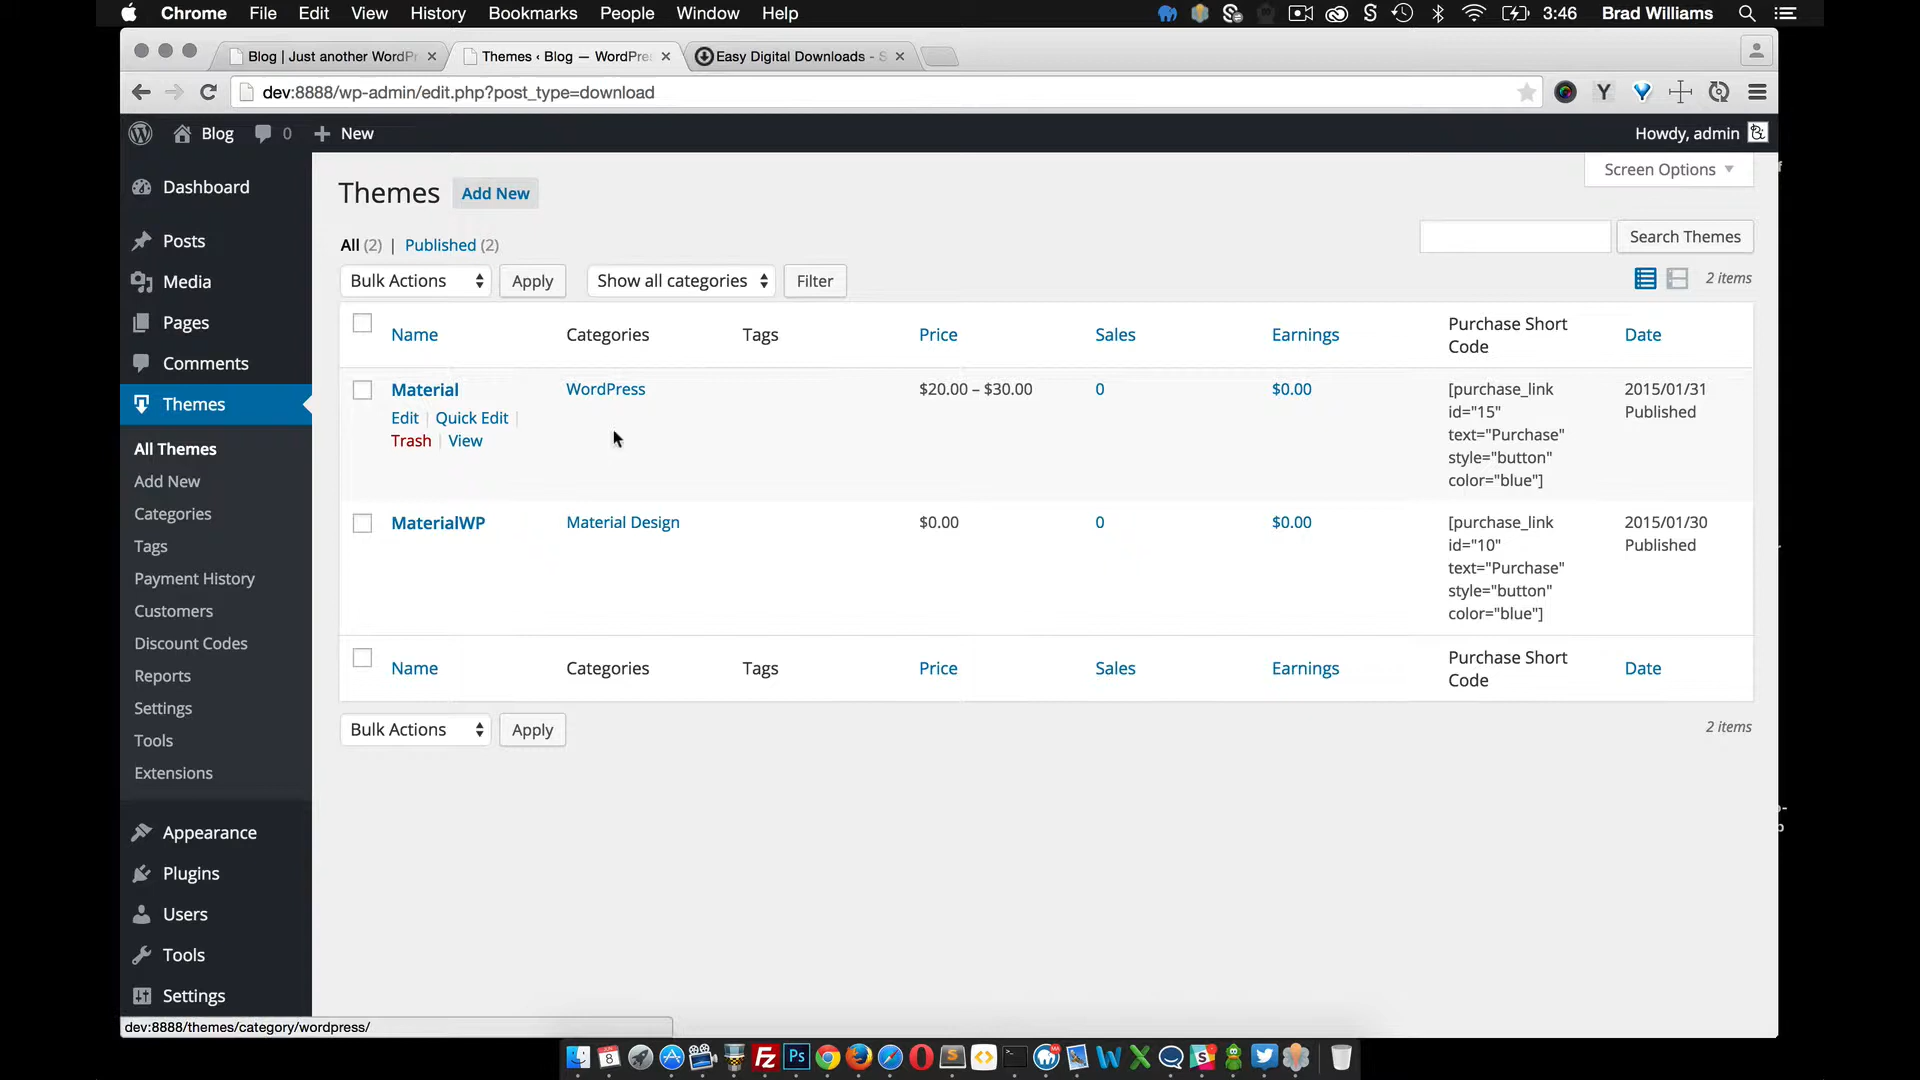 Chrome File Edit View History Bookmarks People Window Help 3:46 Brad Williams
Blog | Just another WordPr Themes ‹ Blog — WordPre Easy Digital Downloads - S
dev:8888/wp-admin/edit.php?post_type=download
Blog 0 New Howdy, admin
Screen Options
Dashboard
Posts
Media
Pages
Comments
Themes
All Themes
Add New
Categories
Tags
Payment History
Customers
Discount Codes
Reports
Settings
Tools
Extensions
Appearance
Plugins
Users
Tools
Settings
Themes Add New
All (2) | Published (2)
Search Themes
Bulk Actions Apply Show all categories Filter
2 items
Name Categories Tags Price Sales Earnings Purchase Short Code Date
Material WordPress $20.00 – $30.00 0 $0.00 [purchase_link 2015/01/31
Edit | Quick Edit | id="15" Published
Trash | View text="Purchase"
style="button"
color="blue"]
MaterialWP Material Design $0.00 0 $0.00 [purchase_link 2015/01/30
id="10" Published
text="Purchase"
style="button"
color="blue"]
Name Categories Tags Price Sales Earnings Purchase Short Code Date
Bulk Actions Apply
2 items
dev:8888/themes/category/wordpress/